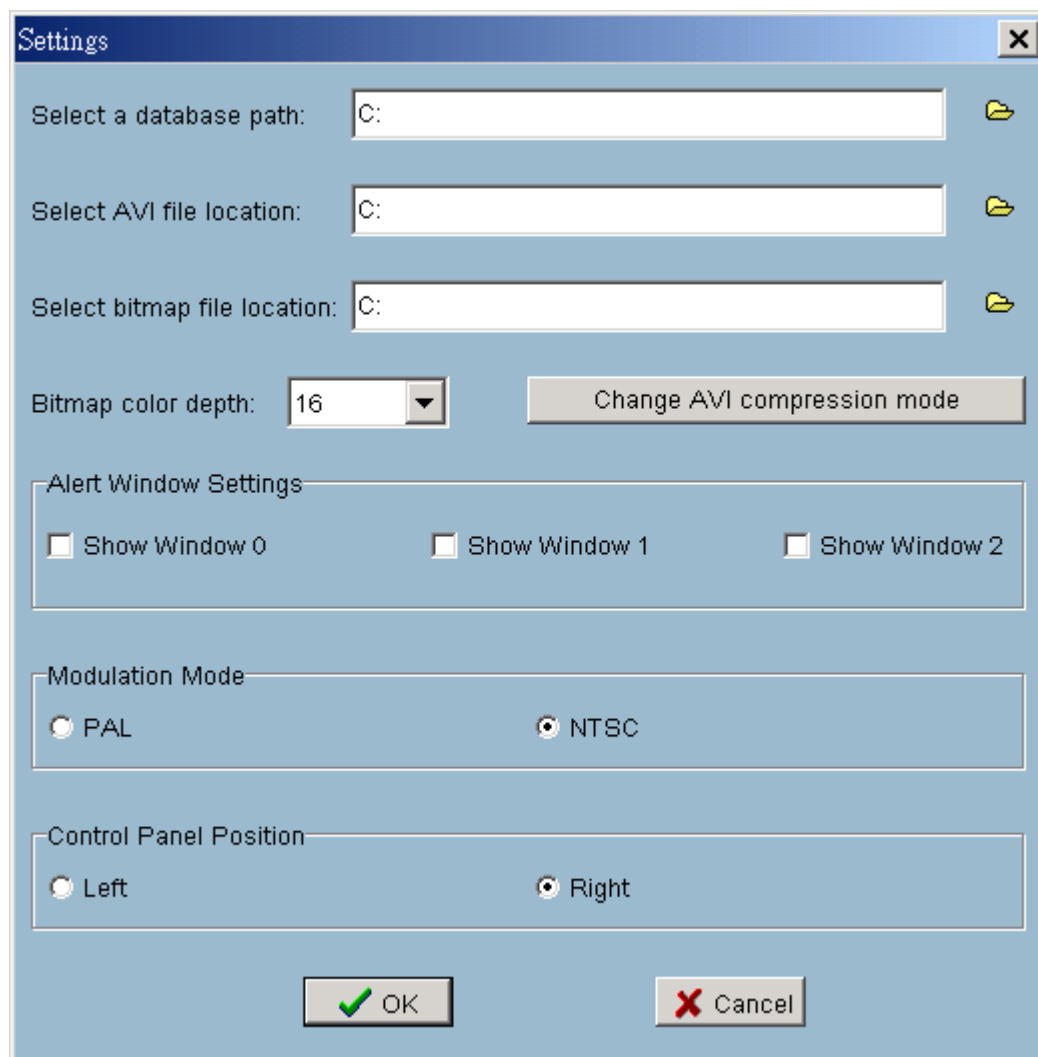 Settings
Select a database path: C:
Select AVI file location: C:
Select bitmap file location: C:
Bitmap color depth: 16 Change AVI compression mode
Alert Window Settings
Show Window 0 Show Window 1 Show Window 2
Modulation Mode
PAL NTSC
Control Panel Position
Left Right
OK Cancel